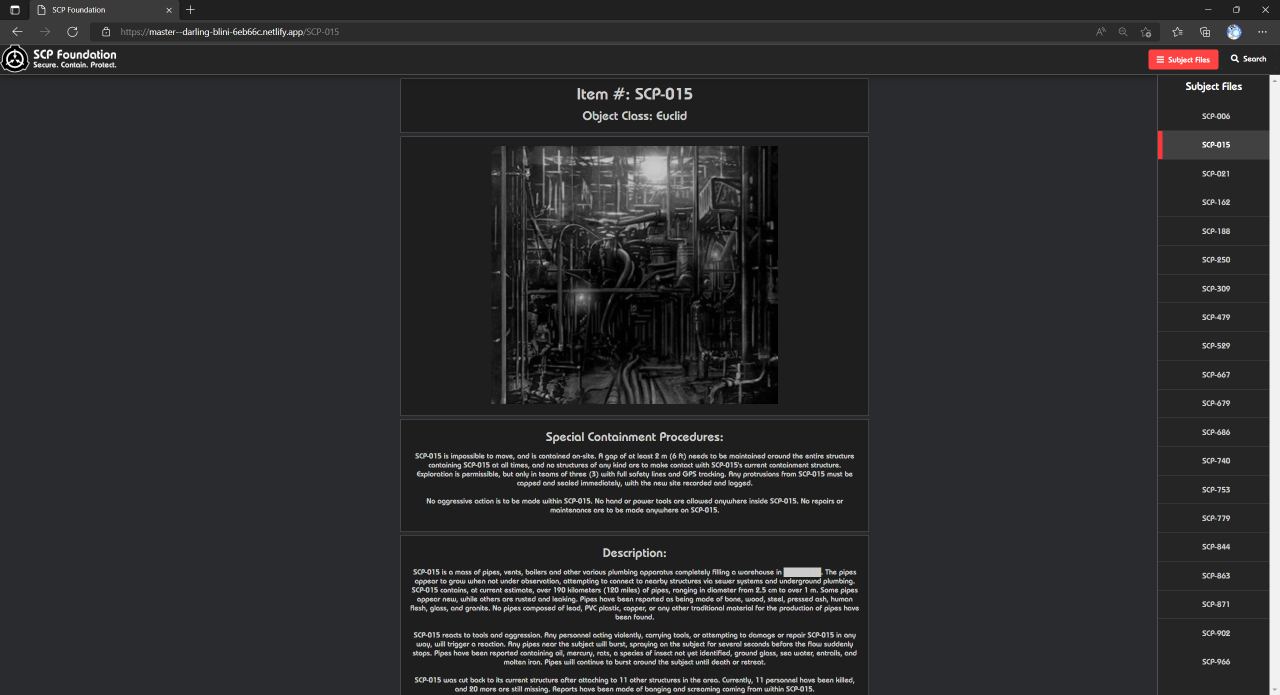 SCP Foundation
https://master--darling-blini-6eb66c.netlify.app/SCP-015
SCP Foundation
Secure. Contain. Protect.
Subject Files
Search
Item #: SCP-015
Object Class: Euclid
Special Containment Procedures:
SCP-015 is impossible to move, and is contained on-site. A gap of at least 2 m (6 ft) needs to be maintained around the entire structure
containing SCP-015 at all times, and no structures of any kind are to make contact with SCP-015's current containment structure.
Exploration is permissible, but only in teams of three (3) with full safety lines and GPS tracking. Any protrusions from SCP-015 must be
capped and sealed immediately, with the new site recorded and logged.
No aggressive action is to be made within SCP-015. No hand or power tools are allowed anywhere inside SCP-015. No repairs or
maintenance are to be made anywhere on SCP-015.
Description:
SCP-015 is a mass of pipes, vents, boilers and other various plumbing apparatus completely filling a warehouse in . The pipes
appear to grow when not under observation, attempting to connect to nearby structures via sewer systems and underground plumbing.
SCP-015 contains, at current estimate, over 190 kilometers (120 miles) of pipes, ranging in diameter from 2.5 cm to over 1 m. Some pipes
appear new, while others are rusted and leaking. Pipes have been reported as being made of bone, wood, steel, pressed ash, human
flesh, glass, and granite. No pipes composed of lead, PVC plastic, copper, or any other traditional material for the production of pipes have
been found.
SCP-015 reacts to tools and aggression. Any personnel acting violently, carrying tools, or attempting to damage or repair SCP-015 in any
way, will trigger a reaction. Any pipes near the subject will burst, spraying on the subject for several seconds before the flow suddenly
stops. Pipes have been reported containing oil, mercury, rats, a species of insect not yet identified, ground glass, sea water, entrails, and
molten iron. Pipes will continue to burst around the subject until death or retreat.
SCP-015 was cut back to its current structure after attaching to 11 other structures in the area. Currently, 11 personnel have been killed,
and 20 more are still missing. Reports have been made of banging and screaming coming from within SCP-015.
Subject Files
SCP-006
SCP-015
SCP-021
SCP-162
SCP-188
SCP-250
SCP-309
SCP-479
SCP-529
SCP-667
SCP-679
SCP-686
SCP-740
SCP-753
SCP-779
SCP-844
SCP-863
SCP-871
SCP-902
SCP-966